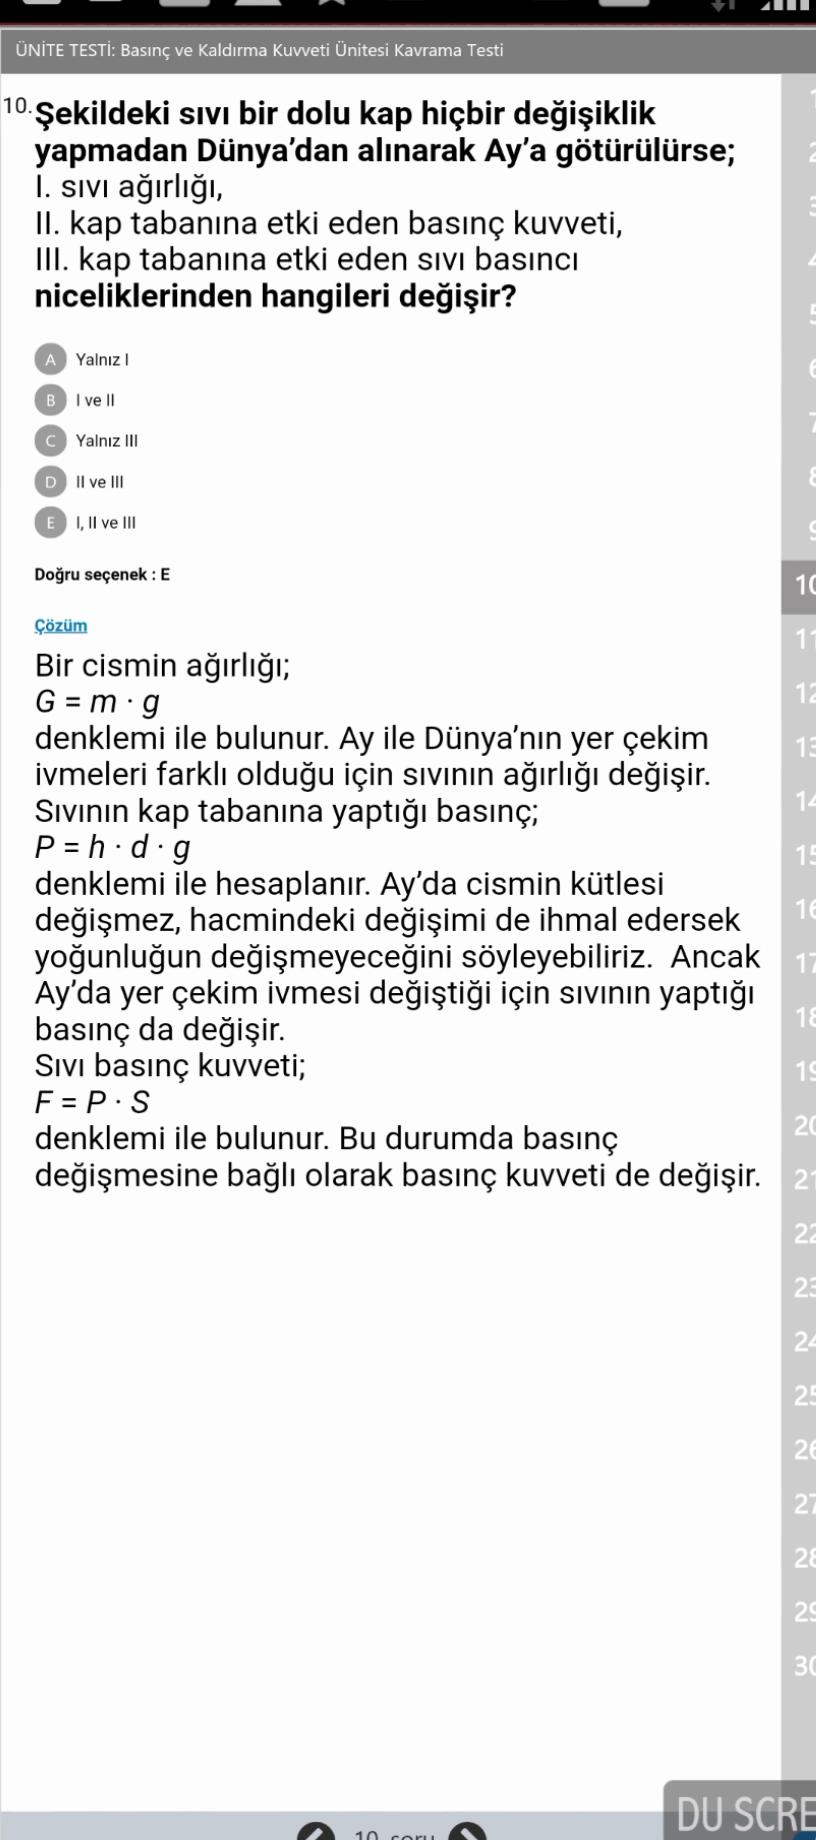 ÜNİTE TESTİ: Basınç ve Kaldırma Kuvveti Ünitesi Kavrama Testi
10. Şekildeki sıvı bir dolu kap hiçbir değişiklik
yapmadan Dünya’dan alınarak Ay’a götürülürse;
I. sıvı ağırlığı,
II. kap tabanına etki eden basınç kuvveti,
III. kap tabanına etki eden sıvı basıncı
niceliklerinden hangileri değişir?
A Yalnız I
B I ve II
C Yalnız III
D II ve III
E I, II ve III
Doğru seçenek : E
Çözüm
Bir cismin ağırlığı;
G = m · g
denklemi ile bulunur. Ay ile Dünya’nın yer çekim
ivmeleri farklı olduğu için sıvının ağırlığı değişir.
Sıvının kap tabanına yaptığı basınç;
P = h · d · g
denklemi ile hesaplanır. Ay’da cismin kütlesi
değişmez, hacmindeki değişimi de ihmal edersek
yoğunluğun değişmeyeceğini söyleyebiliriz. Ancak
Ay’da yer çekim ivmesi değiştiği için sıvının yaptığı
basınç da değişir.
Sıvı basınç kuvveti;
F = P · S
denklemi ile bulunur. Bu durumda basınç
değişmesine bağlı olarak basınç kuvveti de değişir.
10
11
12
13
14
15
16
17
18
19
20
21
22
23
24
25
26
27
28
29
30
DU SCRE
10. soru